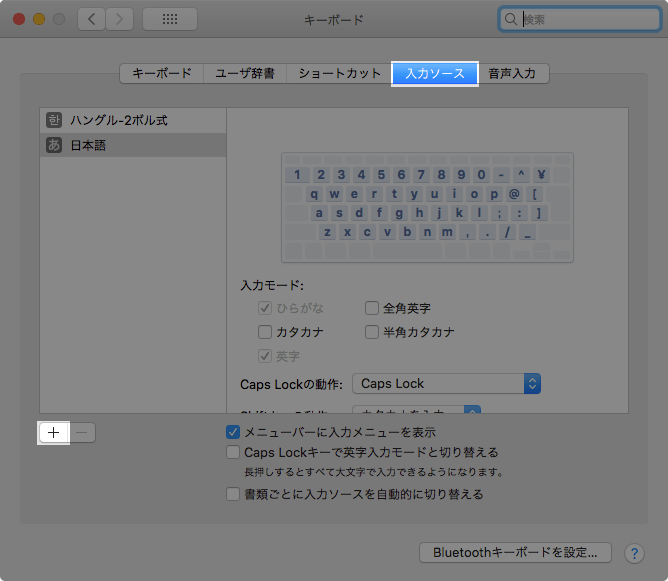 キーボード
検索
キーボード ユーザ辞書 ショートカット 入力ソース 音声入力
한 ハングル-2ボル式
あ 日本語
1 2 3 4 5 6 7 8 9 0 - ^ ¥
q w e r t y u i o p @ [
a s d f g h j k l ; : ]
z x c v b n m , . / _
入力モード:
ひらがな 全角英字
カタカナ 半角カタカナ
英字
Caps Lockの動作: Caps Lock
メニューバーに入力メニューを表示
Caps Lockキーで英字入力モードと切り替える
長押しするとすべて大文字で入力できるようになります。
書類ごとに入力ソースを自動的に切り替える
Bluetoothキーボードを設定... ?